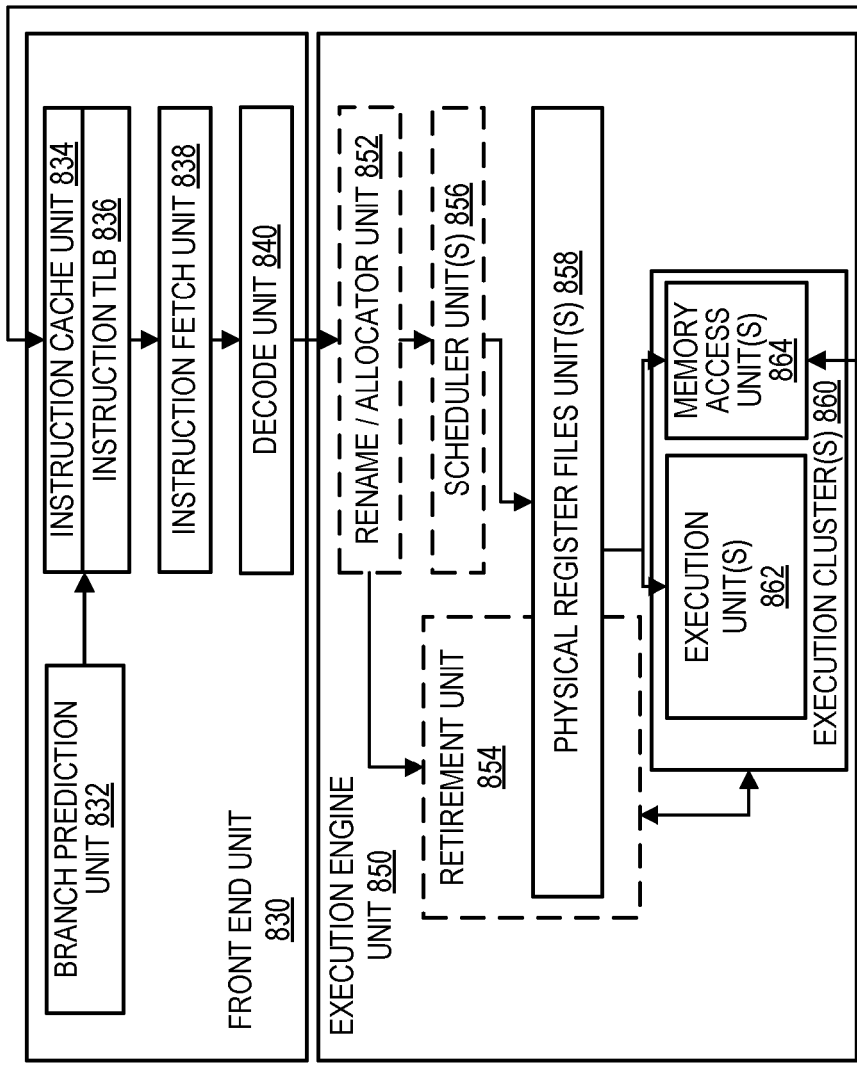 BRANCH PREDICTION
UNIT 832
INSTRUCTION CACHE UNIT 834
INSTRUCTION TLB 836
INSTRUCTION FETCH UNIT 838
DECODE UNIT 840
FRONT END UNIT
830
EXECUTION ENGINE
UNIT 850
RENAME / ALLOCATOR UNIT 852
SCHEDULER UNIT(S) 856
RETIREMENT UNIT
854
PHYSICAL REGISTER FILES UNIT(S) 858
EXECUTION
UNIT(S)
862
MEMORY
ACCESS
UNIT(S)
864
EXECUTION CLUSTER(S) 860